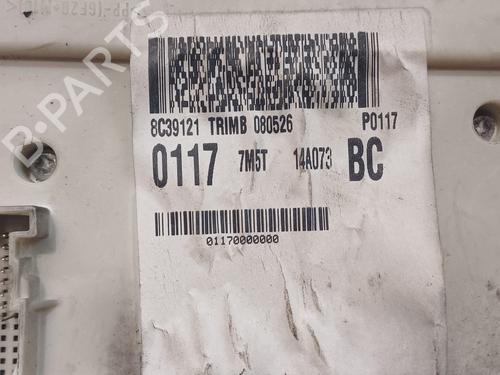 8C39121 TRIMB 080526 P0117
0117 7M5T 14A073 BC
01170000000
B-PARTS